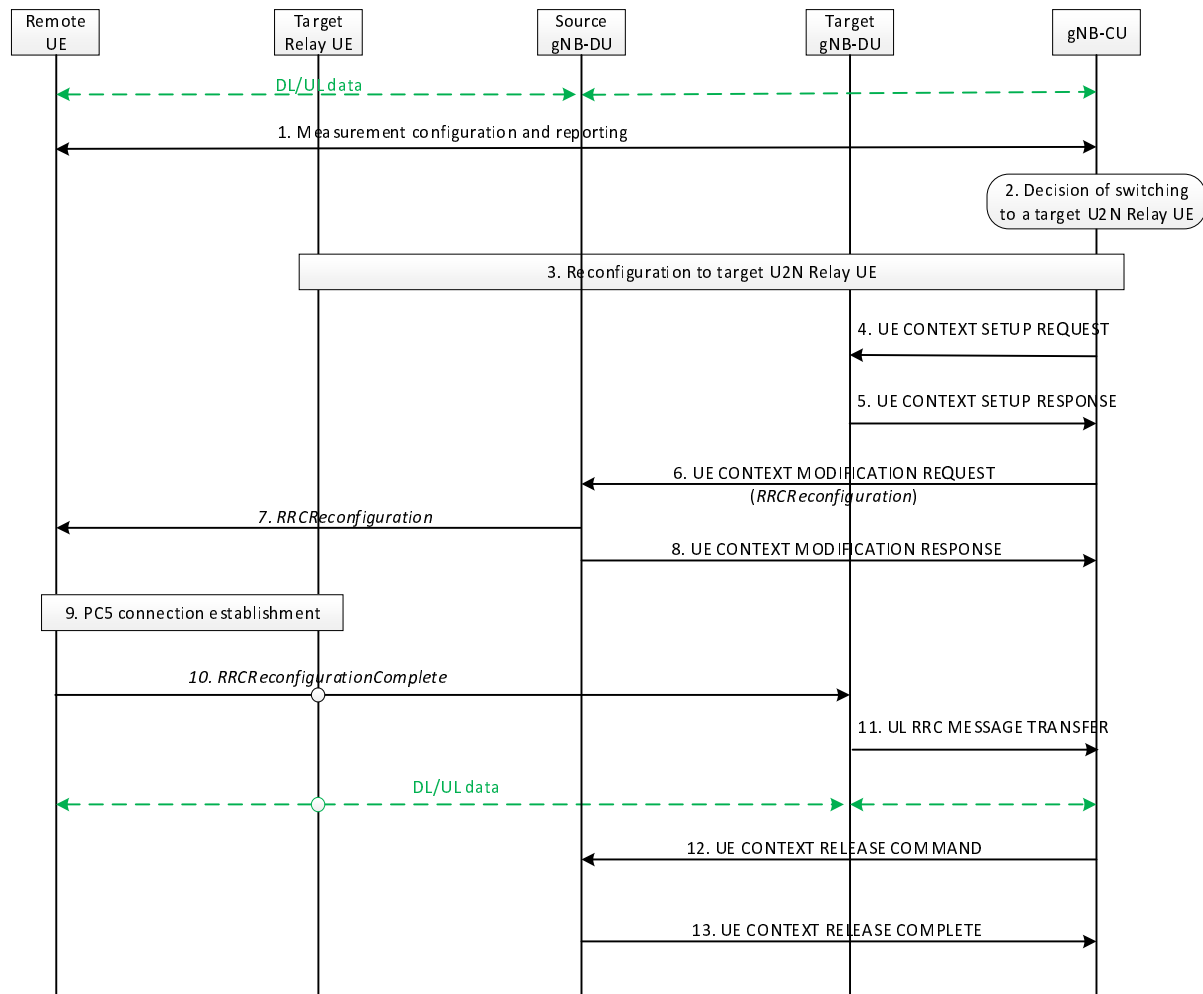 Remote
UE
Target
Relay UE
Source
gNB-DU
Target
gNB-DU
gNB-CU
DL/UL data
1. Measurement configuration and reporting
2. Decision of switching
to a target U2N Relay UE
3. Reconfiguration to target U2N Relay UE
4. UE CONTEXT SETUP REQUEST
5. UE CONTEXT SETUP RESPONSE
6. UE CONTEXT MODIFICATION REQUEST
(RRCReconfiguration)
7. RRCReconfiguration
8. UE CONTEXT MODIFICATION RESPONSE
9. PC5 connection establishment
10. RRCReconfigurationComplete
11. UL RRC MESSAGE TRANSFER
DL/UL data
12. UE CONTEXT RELEASE COMMAND
13. UE CONTEXT RELEASE COMPLETE